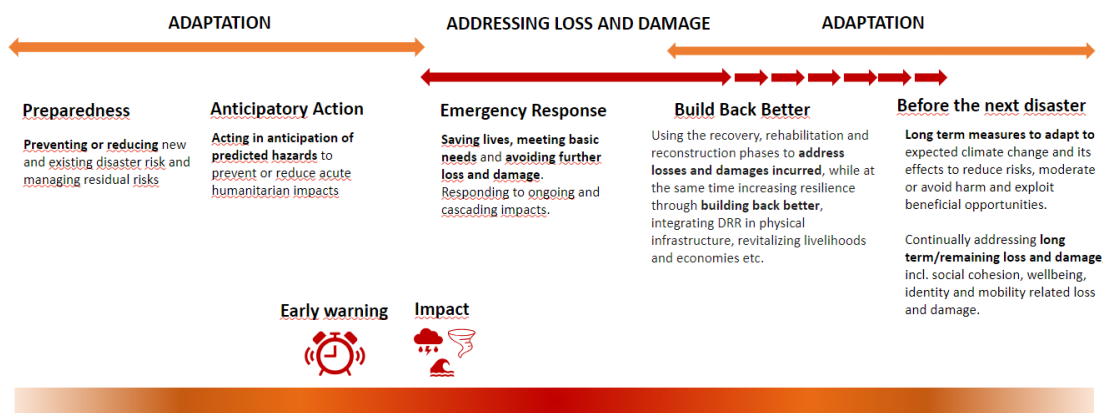 ADAPTATION
ADDRESSING LOSS AND DAMAGE
ADAPTATION
Preparedness
Preventing or reducing new
and existing disaster risk and
managing residual risks
Anticipatory Action
Acting in anticipation of
predicted hazards to
prevent or reduce acute
humanitarian impacts
Emergency Response
Saving lives, meeting basic
needs and avoiding further
loss and damage.
Responding to ongoing and
cascading impacts.
Build Back Better
Using the recovery, rehabilitation and
reconstruction phases to address
losses and damages incurred, while at
the same time increasing resilience
through building back better,
integrating DRR in physical
infrastructure, revitalizing livelihoods
and economies etc.
Before the next disaster
Long term measures to adapt to
expected climate change and its
effects to reduce risks, moderate
or avoid harm and exploit
beneficial opportunities.
Continually addressing long
term/remaining loss and damage
incl. social cohesion, wellbeing,
identity and mobility related loss
and damage.
Early warning
Impact